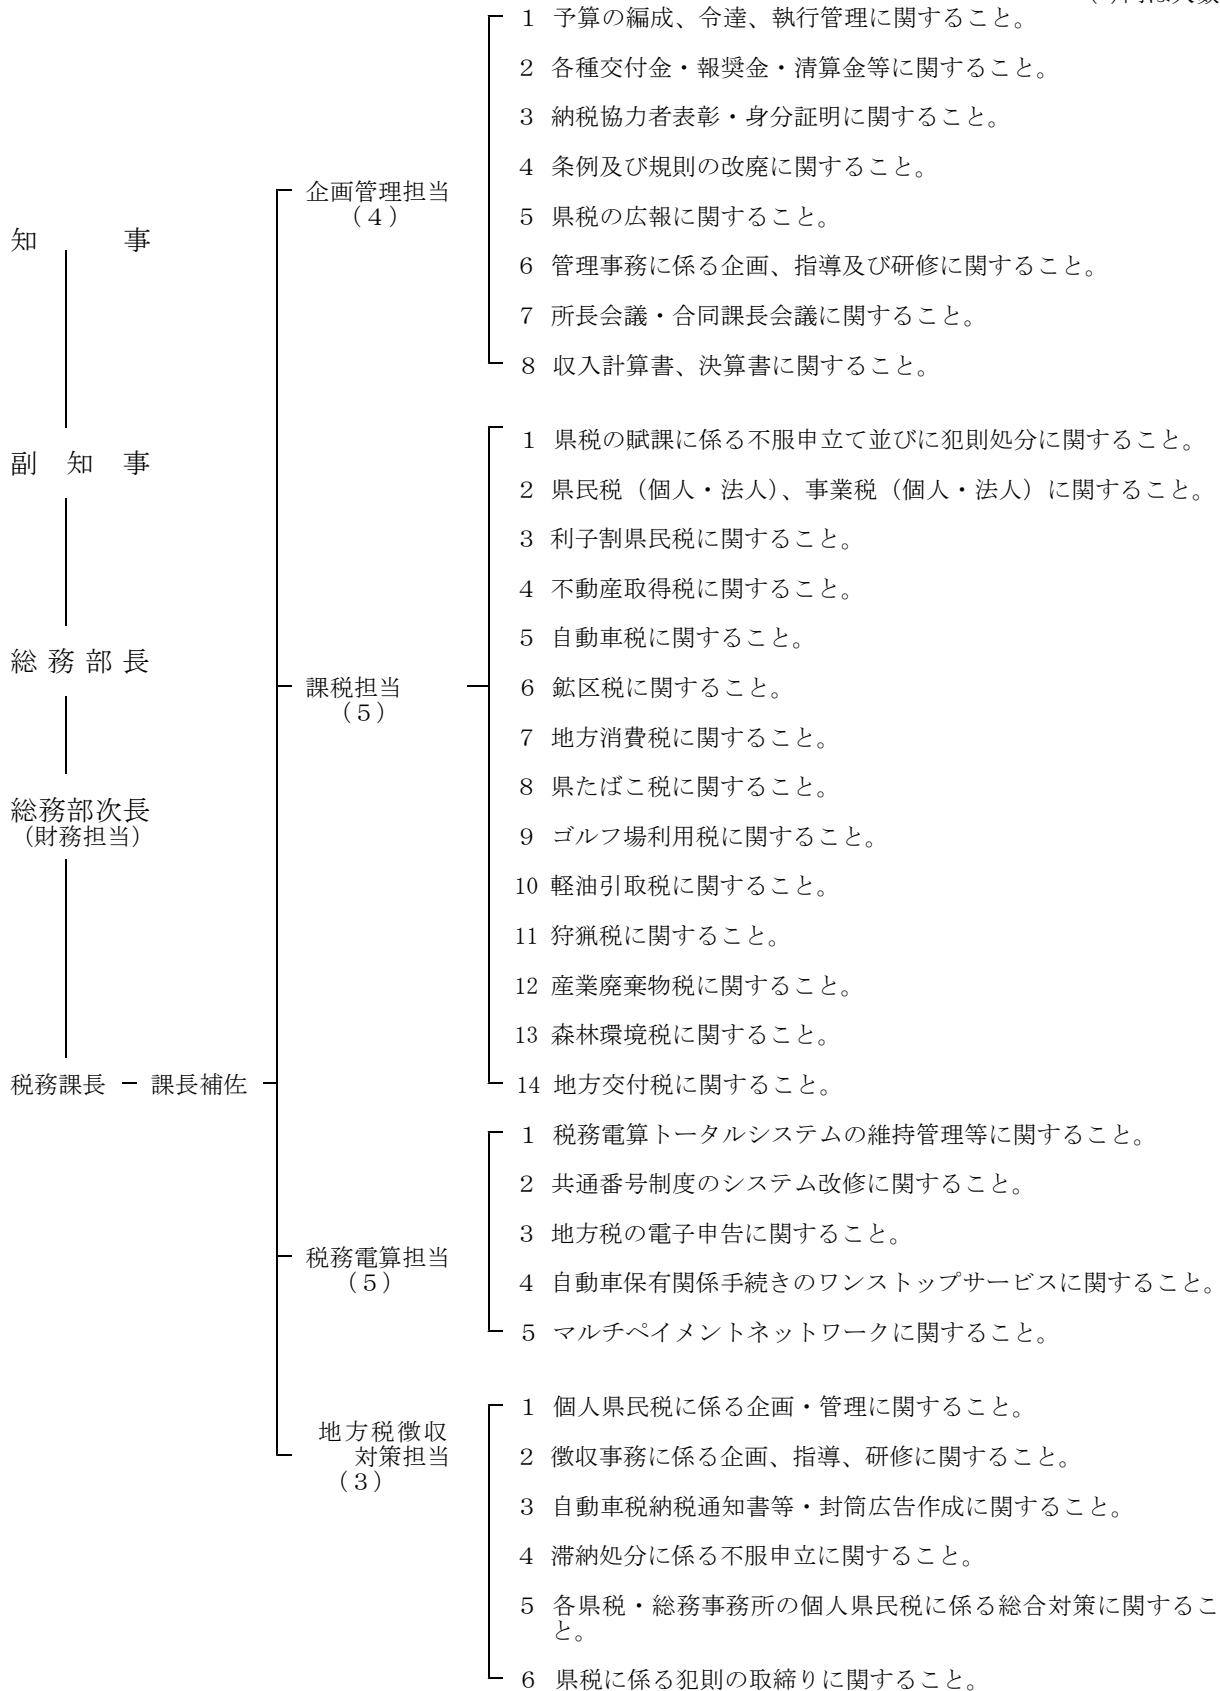 1 予算の編成、令達、執行管理に関すること。
2 各種交付金・報奨金・清算金等に関すること。
3 納税協力者表彰・身分証明に関すること。
4 条例及び規則の改廃に関すること。
企画管理担当
(4)
5 県税の広報に関すること。
6 管理事務に係る企画、指導及び研修に関すること。
7 所長会議・合同課長会議に関すること。
8 収入計算書、決算書に関すること。
知 事
副 知 事
総 務 部 長
総務部次長
(財務担当)
税務課長 － 課長補佐
課税担当
(5)
1 県税の賦課に係る不服申立て並びに犯則処分に関すること。
2 県民税（個人・法人）、事業税（個人・法人）に関すること。
3 利子割県民税に関すること。
4 不動産取得税に関すること。
5 自動車税に関すること。
6 鉱区税に関すること。
7 地方消費税に関すること。
8 県たばこ税に関すること。
9 ゴルフ場利用税に関すること。
10 軽油引取税に関すること。
11 狩猟税に関すること。
12 産業廃棄物税に関すること。
13 森林環境税に関すること。
14 地方交付税に関すること。
税務電算担当
(5)
1 税務電算トータルシステムの維持管理等に関すること。
2 共通番号制度のシステム改修に関すること。
3 地方税の電子申告に関すること。
4 自動車保有関係手続きのワンストップサービスに関すること。
5 マルチペイメントネットワークに関すること。
地方税徴収
対策担当
(3)
1 個人県民税に係る企画・管理に関すること。
2 徴収事務に係る企画、指導、研修に関すること。
3 自動車税納税通知書等・封筒広告作成に関すること。
4 滞納処分に係る不服申立に関すること。
5 各県税・総務事務所の個人県民税に係る総合対策に関するこ
と。
6 県税に係る犯則の取締りに関すること。